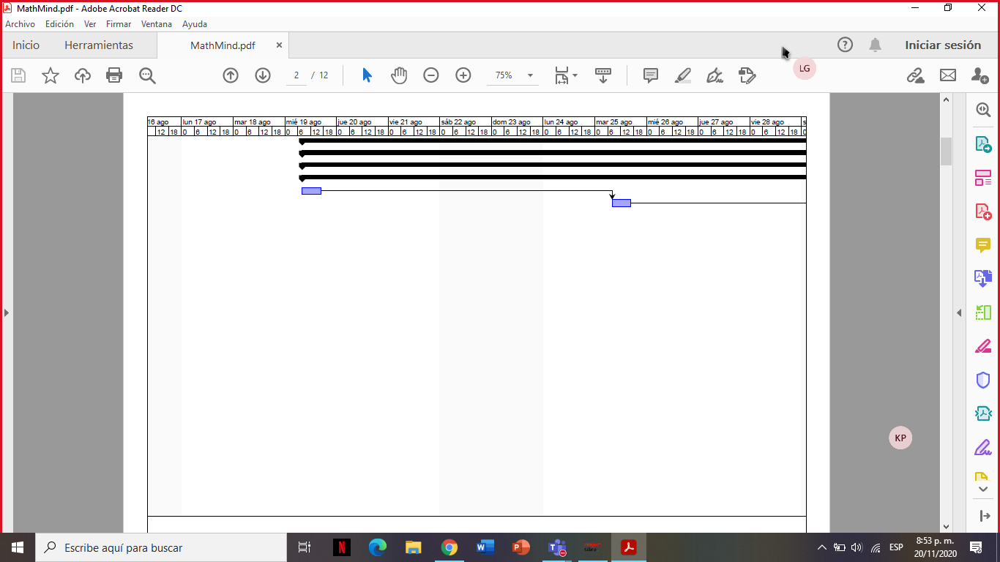 MathMind.pdf - Adobe Acrobat Reader DC
Archivo Edición Ver Firmar Ventana Ayuda
Inicio Herramientas MathMind.pdf × ? Iniciar sesión
2 / 12 75% LG
16 ago lun 17 ago mar 18 ago mié 19 ago jue 20 ago vie 21 ago sáb 22 ago dom 23 ago lun 24 ago mar 25 ago mié 26 ago jue 27 ago vie 28 ago s
12 18 0 6 12 18 0 6 12 18 0 6 12 18 0 6 12 18 0 6 12 18 0 6 12 18 0 6 12 18 0 6 12 18 0 6 12 18 0 6 12 18 0 6 12 18 0 6 12 18 0
KP
Escribe aquí para buscar
ESP
8:53 p. m.
20/11/2020